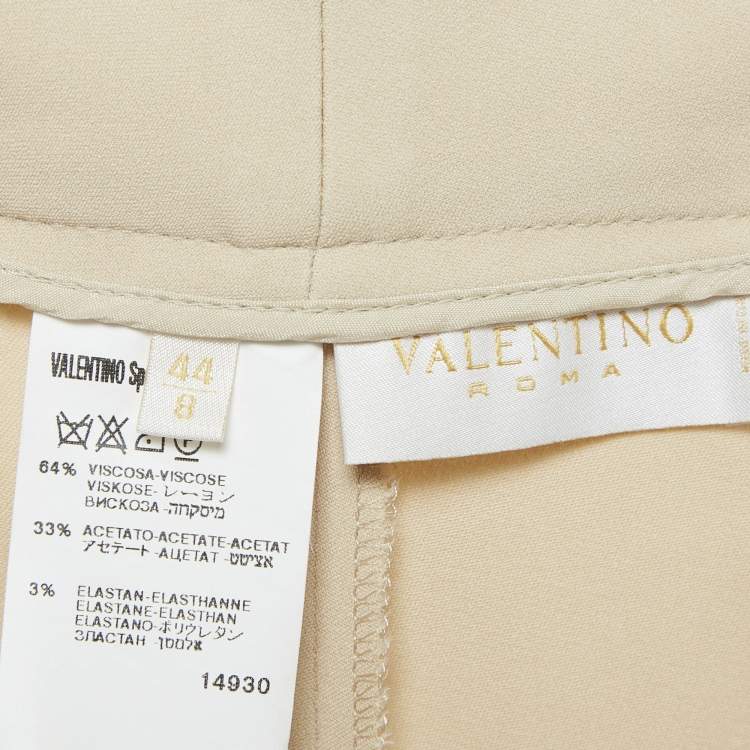 VALENTINO Sp
44
8
P
64% VISCOSA-VISCOSE
VISKOSE-レーヨン
ВИСКОЗА-מיסקחה
33% ACETATO-ACETATE-ACETAT
アセテート-АЦЕТАТ-אציטט
3% ELASTAN-ELASTHANNE
ELASTANE-ELASTHAN
ELASTANO-ポリウレタン
ЭЛАСТАН-אלסטן
14930
VALENTINO
ROMA